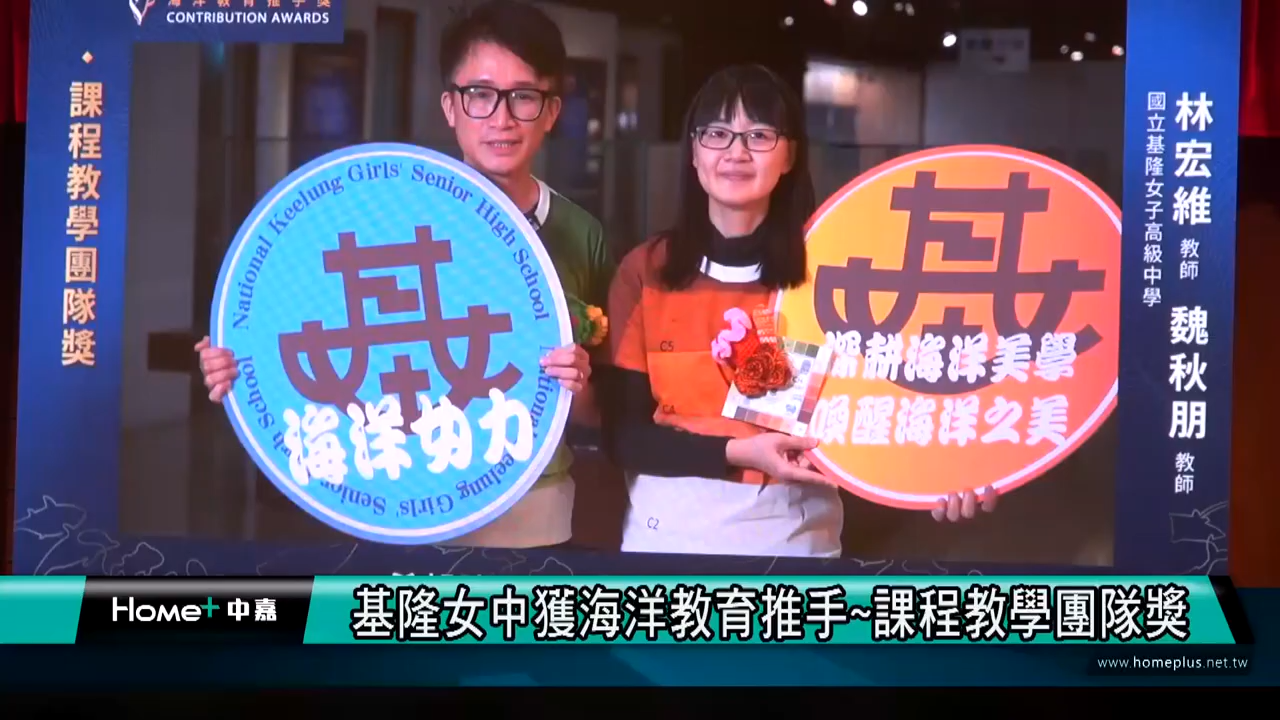 海洋教育推手獎
CONTRIBUTION AWARDS
課程教學團隊獎
林宏維 教師 魏秋朋 教師
國立基隆女子高級中學
National Keelung Girls' Senior High School
海洋女力
深耕海洋美學
喚醒海洋之美
C5
C4
C2
Home+ 中嘉
基隆女中獲海洋教育推手~課程教學團隊獎
www.homeplus.net.tw